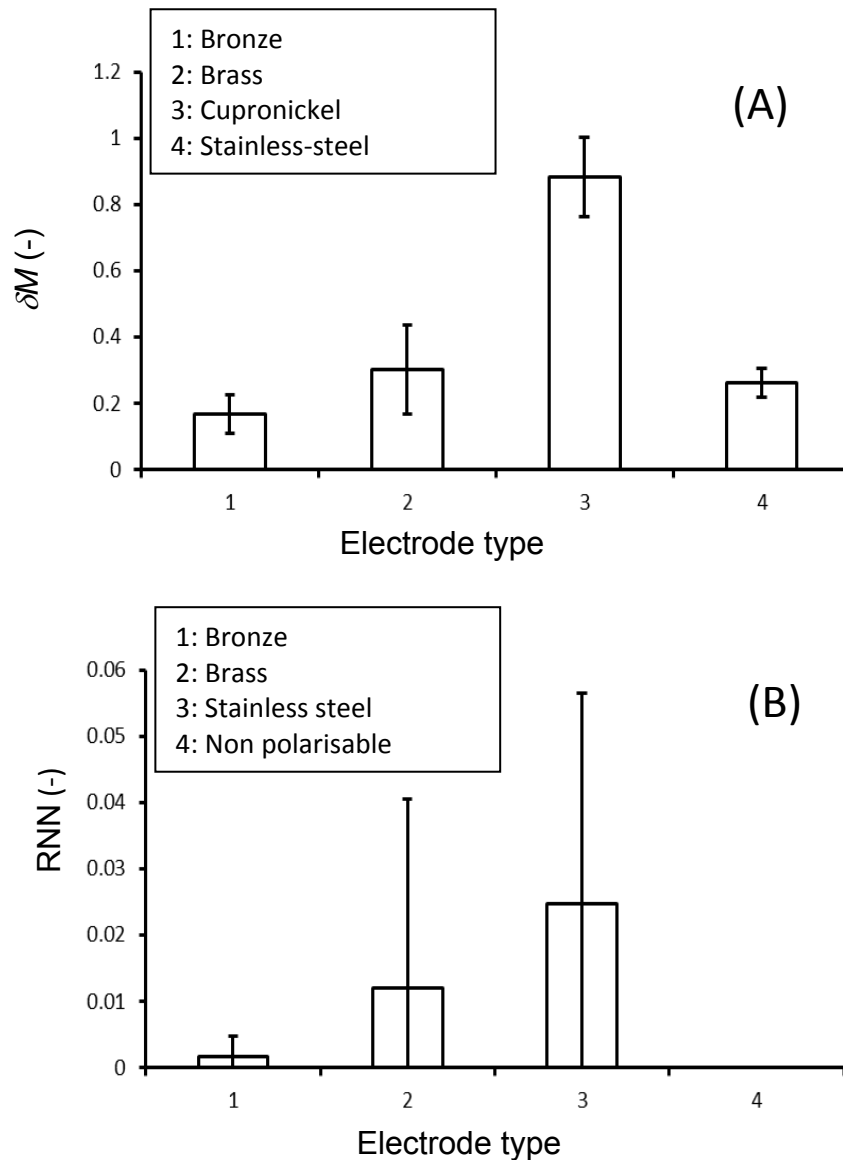 1: Bronze
2: Brass
3: Cupronickel
4: Stainless-steel
(A)
1.2
1
0.8
0.6
0.4
0.2
0
δM (-)
1 2 3 4
Electrode type
1: Bronze
2: Brass
3: Stainless steel
4: Non polarisable
(B)
0.06
0.05
0.04
0.03
0.02
0.01
0
RNN (-)
1 2 3 4
Electrode type